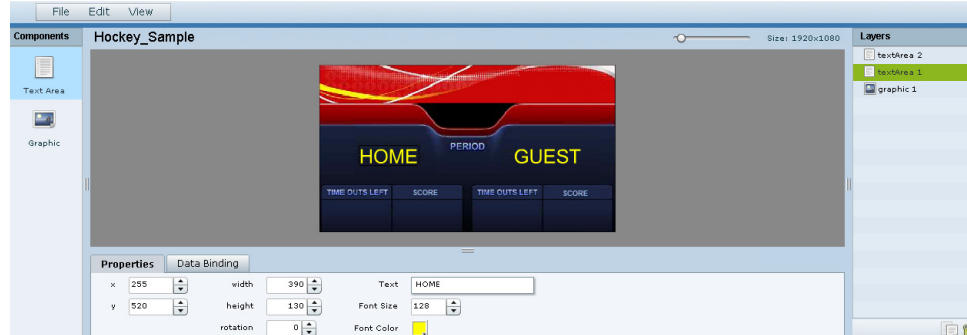 File Edit View
Components
Hockey_Sample
Size: 1920x1080
Layers
Text Area
Graphic
textArea 2
textArea 1
graphic 1
PERIOD
HOME GUEST
TIME OUTS LEFT SCORE TIME OUTS LEFT SCORE
Properties Data Binding
x 255 width 390 Text HOME
y 520 height 130 Font Size 128
rotation 0 Font Color